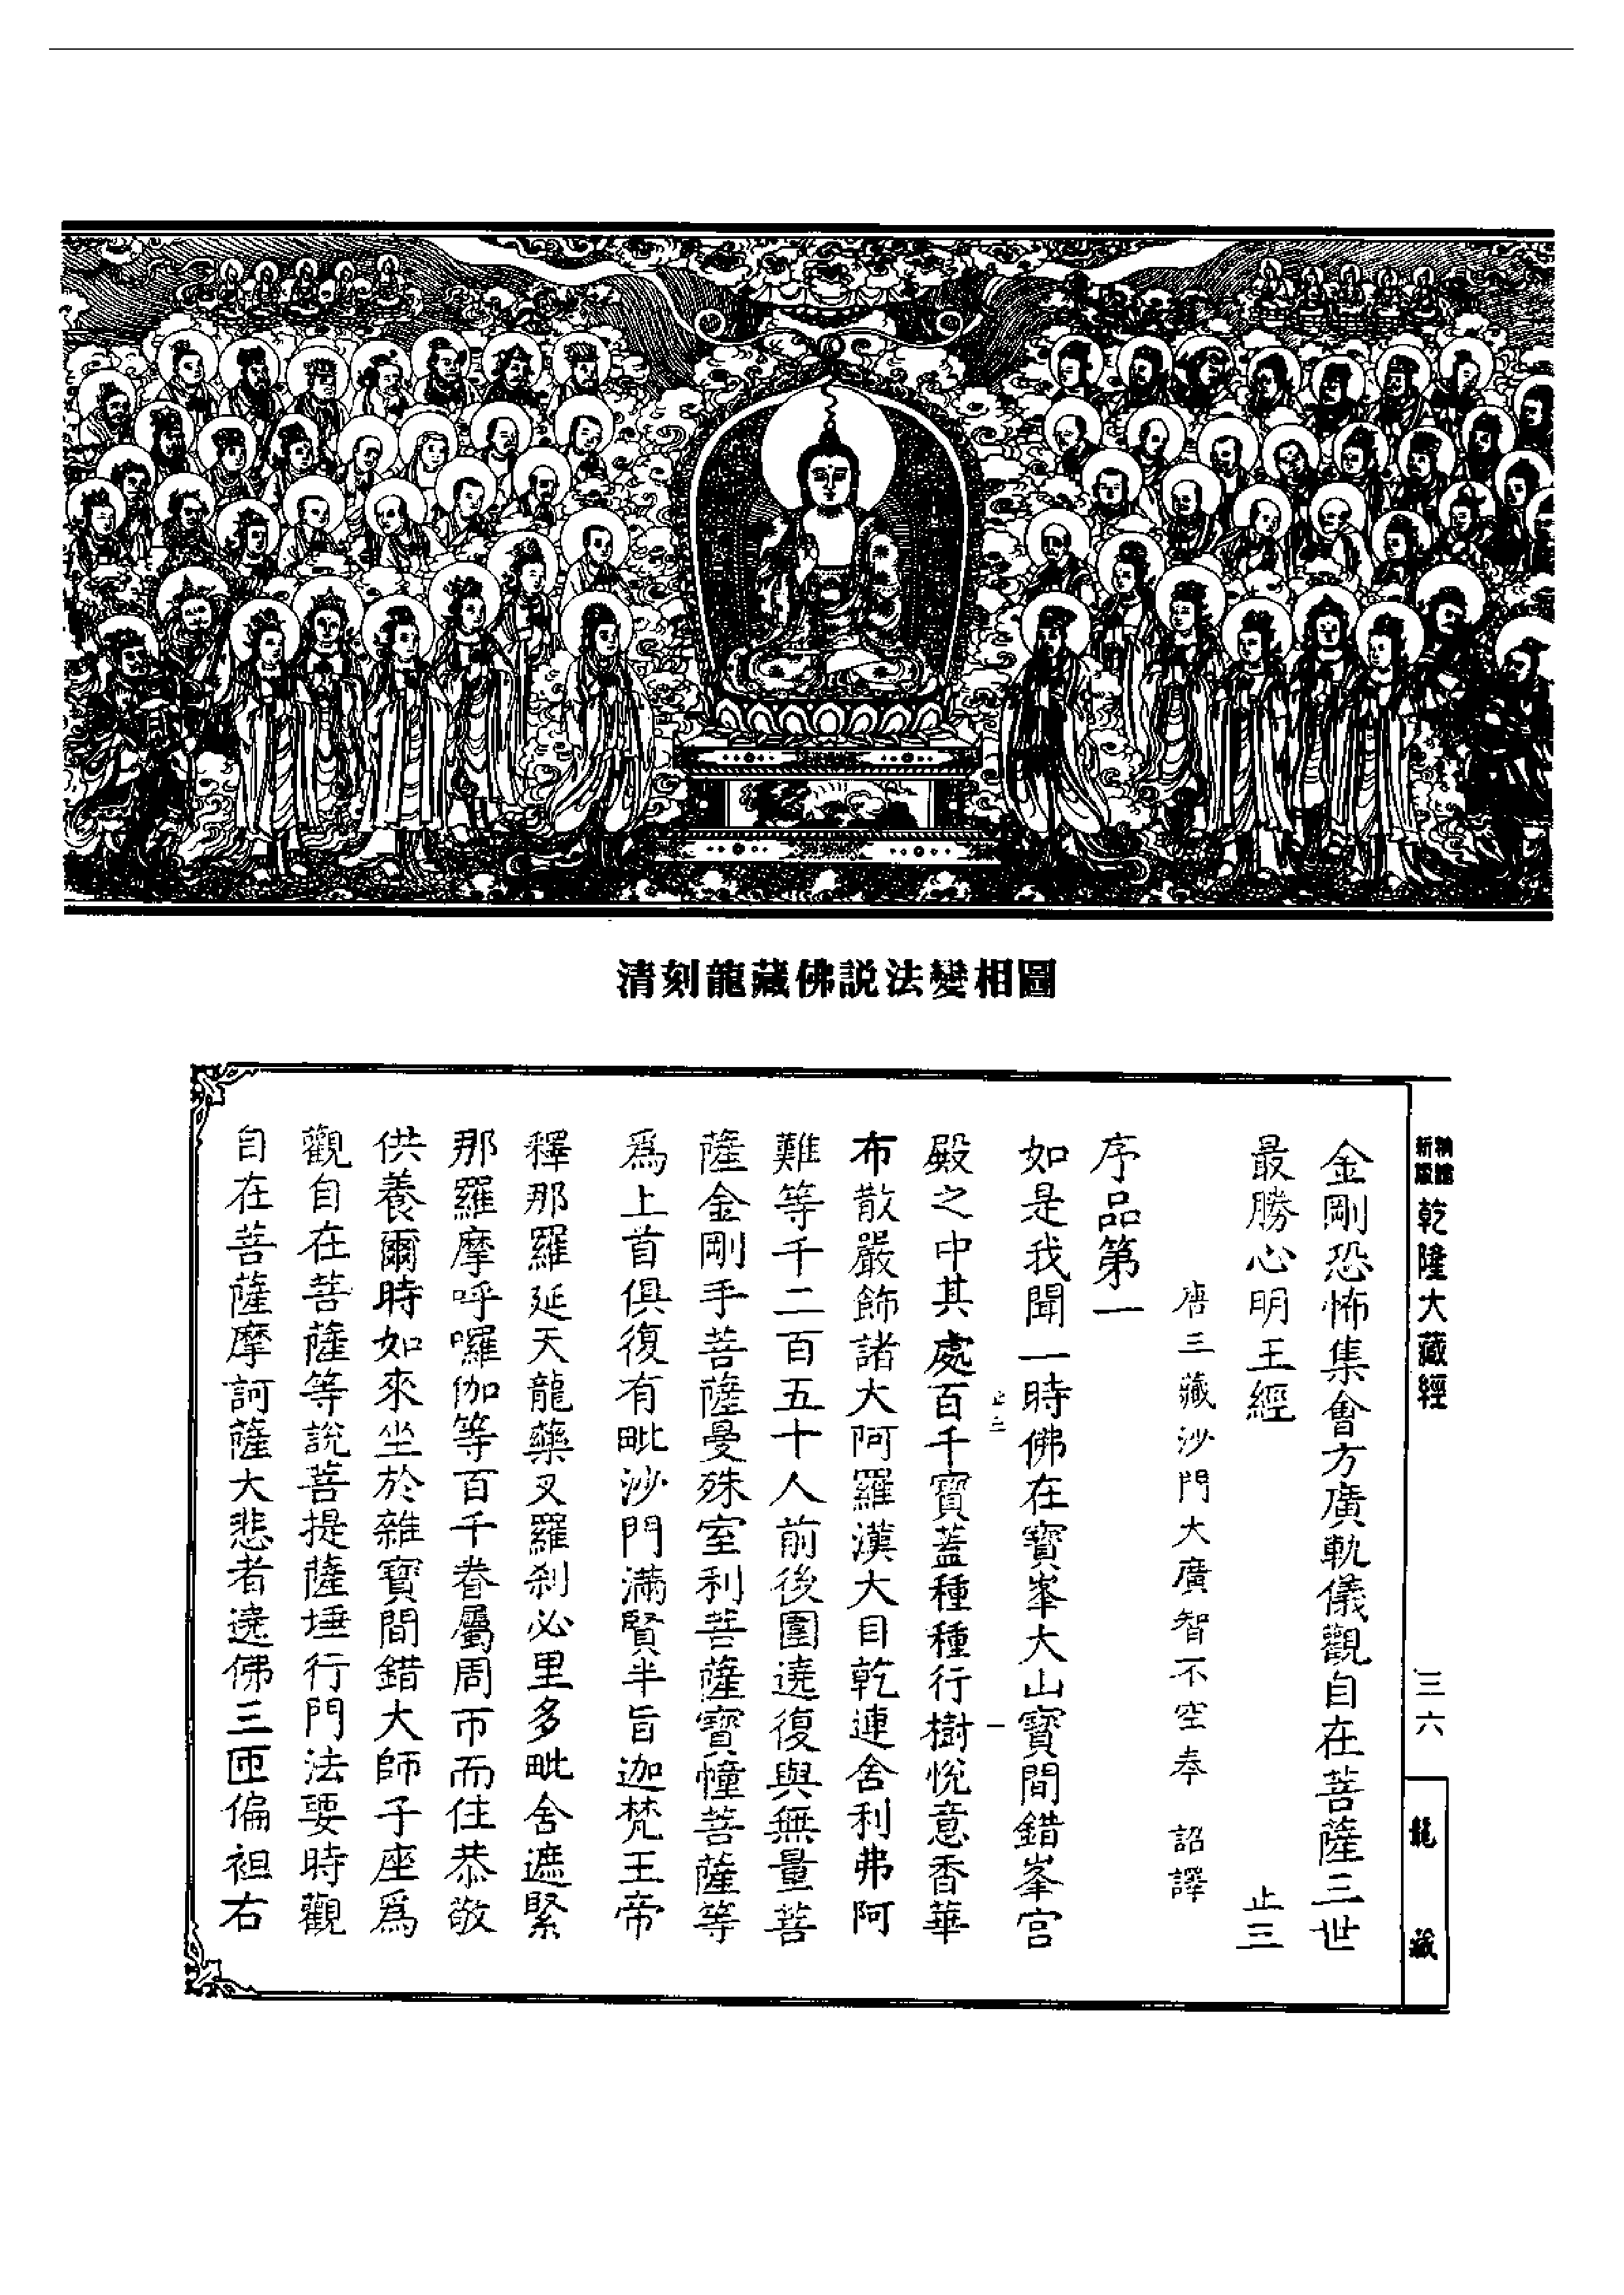 清刻龍藏佛説法變相圖
新版
精縮
乾隆大藏經
三六
龍藏
金剛恐怖集會方廣軌儀觀自在菩薩三世
最勝心明王經 止三
唐三藏沙門大廣智不空奉 詔譯
序品第一
如是我聞一時佛在寶峯大山寶間錯峯宮
止三 一
殿之中其處百千寶蓋種種行樹悅意香華
布散嚴飾諸大阿羅漢大目乾連舍利弗阿
難等千二百五十人前後圍遶復與無量菩
薩金剛手菩薩曼殊室利菩薩寶幢菩薩等
爲上首俱復有毗沙門滿賢半旨迦梵王帝
釋那羅延天龍藥叉羅刹必里多毗舍遮緊
那羅摩呼囉伽等百千眷屬周帀而住恭敬
供養爾時如來坐於雜寶間錯大師子座爲
觀自在菩薩等說菩提薩埵行門法要時觀
自在菩薩摩訶薩大悲者遶佛三匝偏袒右